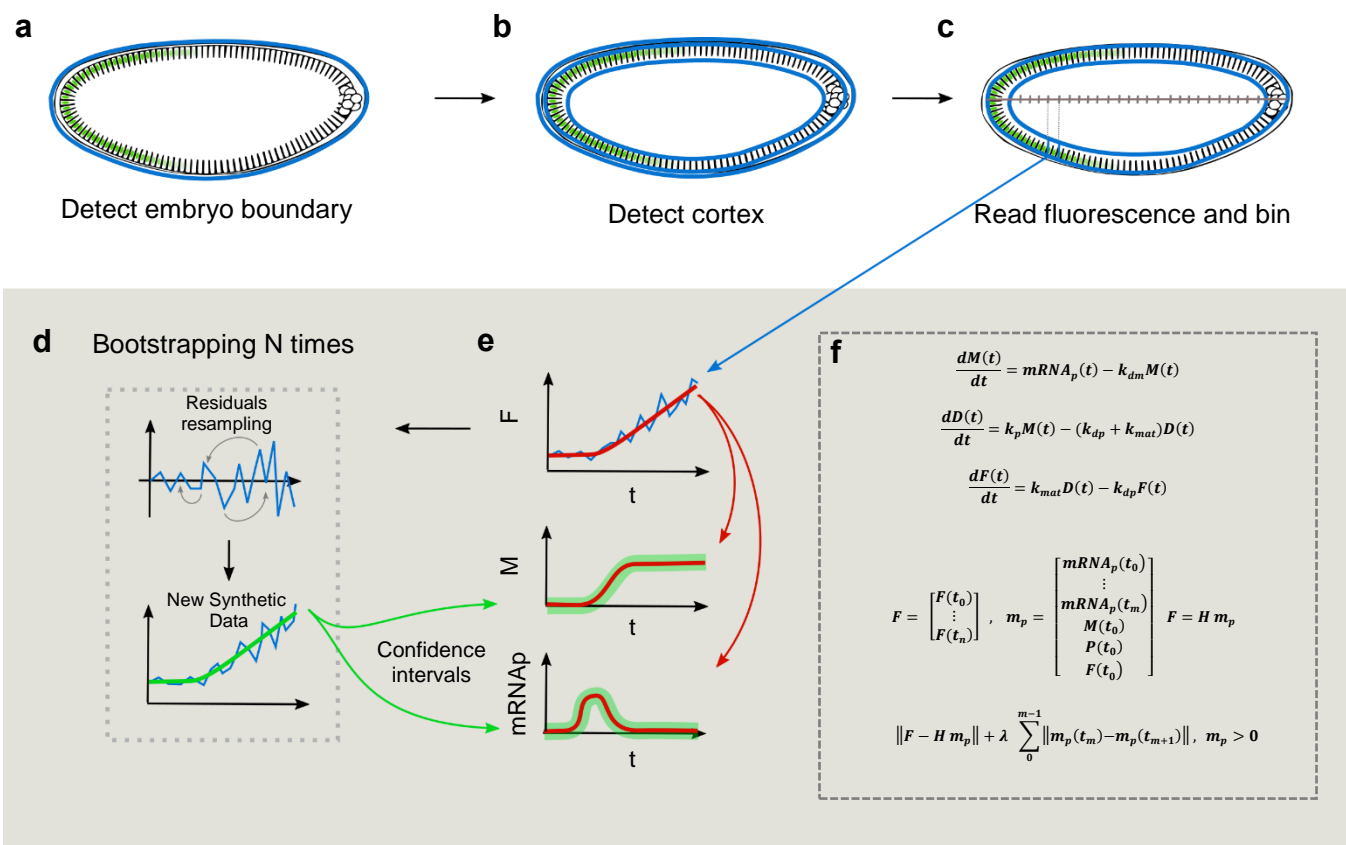 a
b
c
Detect embryo boundary
Detect cortex
Read fluorescence and bin
d
Bootstrapping N times
Residuals
resampling
New Synthetic
Data
e
F
t
M
t
Confidence
intervals
mRNAp
t
f
dM(t)/dt = mRNA_p(t) − k_dm M(t)
dD(t)/dt = k_p M(t) − (k_dp + k_mat)D(t)
dF(t)/dt = k_mat D(t) − k_dp F(t)
F = [F(t_0) ⋮ F(t_n)] , m_p = [mRNA_p(t_0) ⋮ mRNA_p(t_m) M(t_0) P(t_0) F(t_0)] F = H m_p
‖F − H m_p‖ + λ ∑_0^{m−1} ‖m_p(t_m)−m_p(t_{m+1})‖, m_p > 0